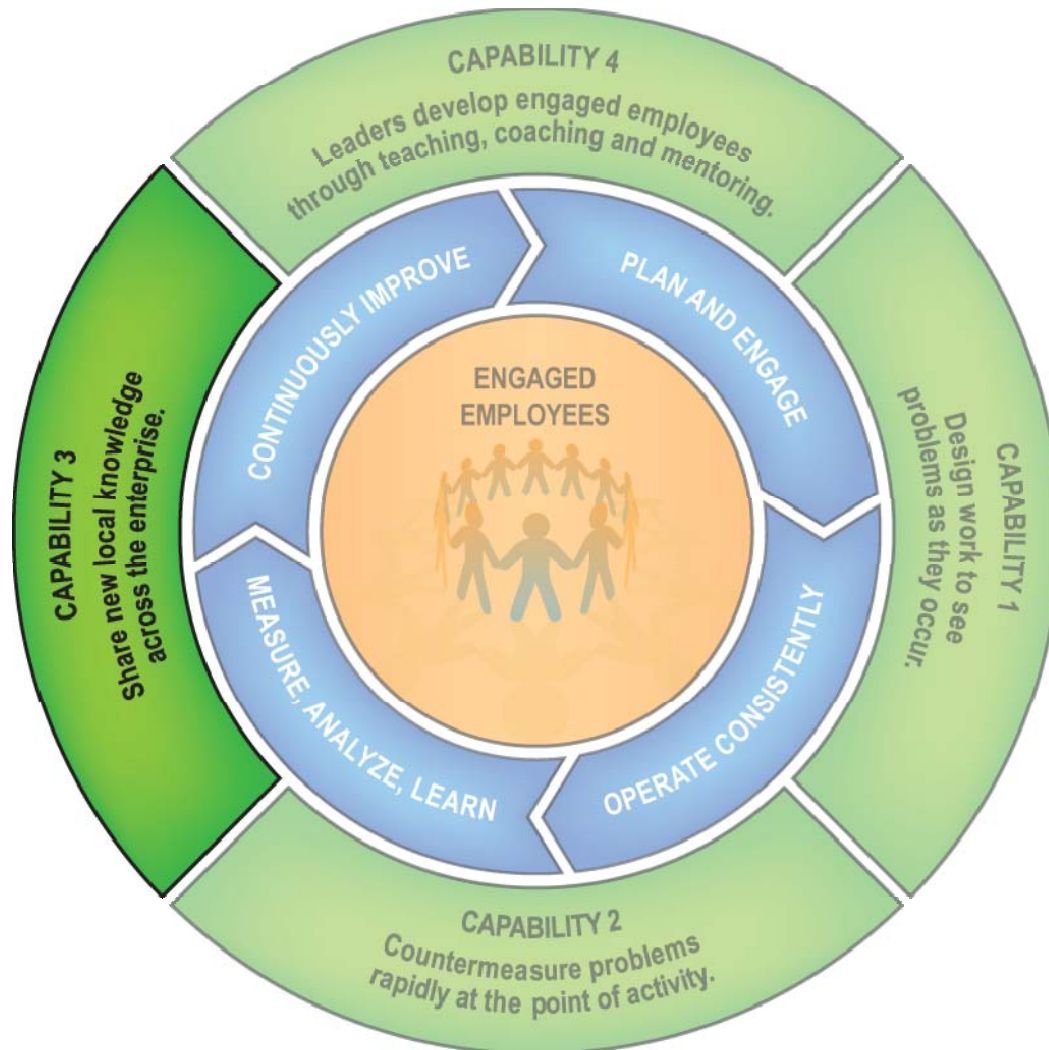 CAPABILITY 4
Leaders develop engaged employees
through teaching, coaching and mentoring.
CAPABILITY 1
Design work to see
problems as they occur.
CAPABILITY 2
Countermeasure problems
rapidly at the point of activity.
CAPABILITY 3
Share new local knowledge
across the enterprise.
CONTINUOUSLY IMPROVE
PLAN AND ENGAGE
OPERATE CONSISTENTLY
MEASURE, ANALYZE, LEARN
ENGAGED
EMPLOYEES